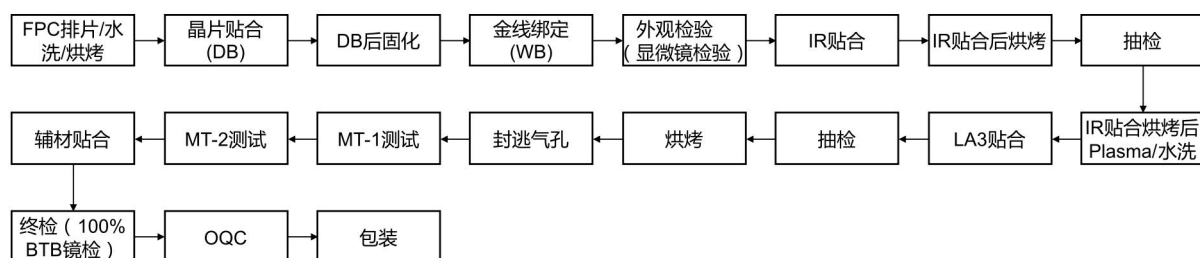 FPC排片/水
洗/烘烤
晶片贴合
(DB)
DB后固化
金线绑定
(WB)
外观检验
（显微镜检验）
IR贴合
IR贴合后烘烤
抽检
IR贴合烘烤后
Plasma/水洗
LA3贴合
抽检
烘烤
封逃气孔
MT-1测试
MT-2测试
辅材贴合
终检（100%
BTB镜检）
OQC
包装